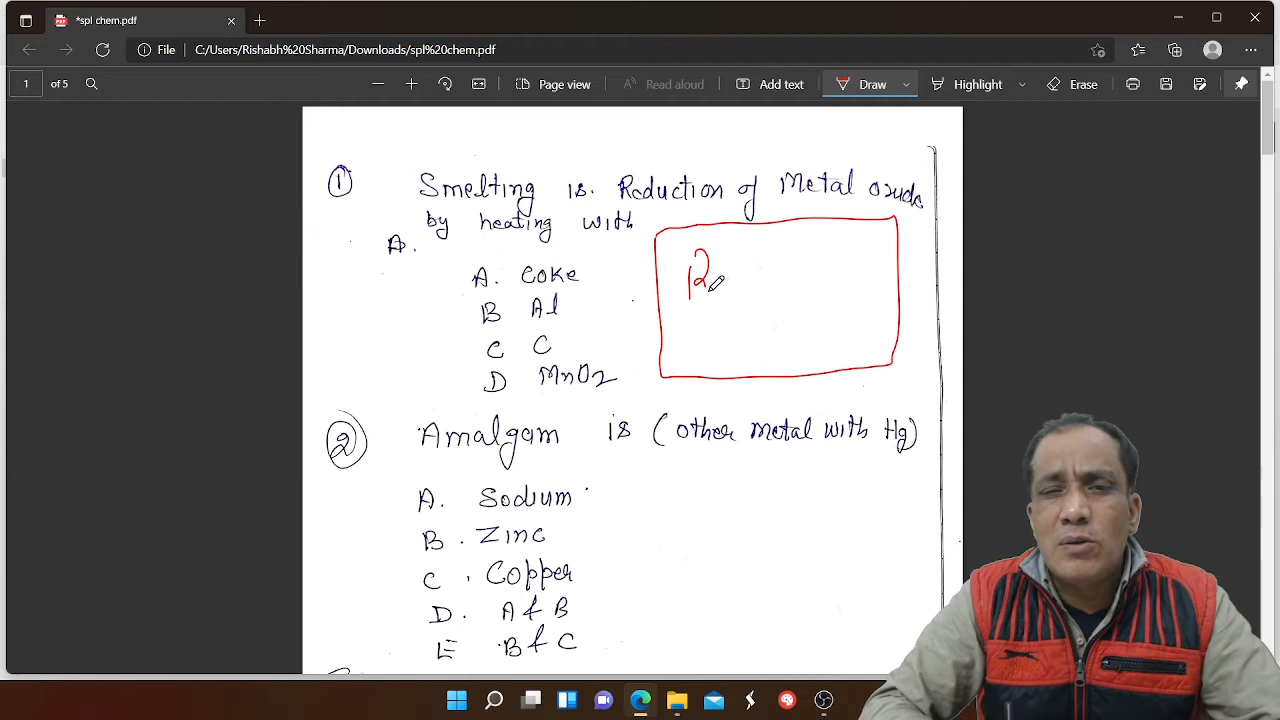 *spl chem.pdf
File C:/Users/Rishabh%20Sharma/Downloads/spl%20chem.pdf
1 of 5 Page view Read aloud Add text Draw Highlight Erase
① Smelting is Reduction of Metal oxide
by heating with
A. Coke
B Al
C C
D MnO2
② Amalgam is (other metal with Hg)
A. Sodium
B. Zinc
C. Copper
D. A & B
E B & C